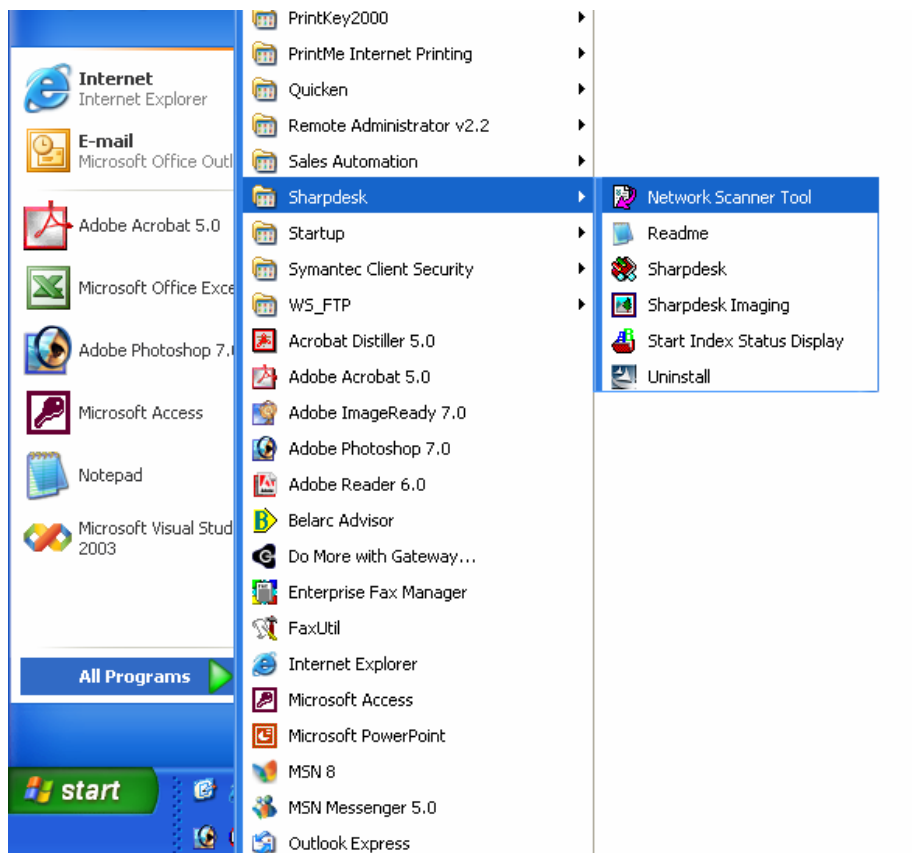 Internet
Internet Explorer
E-mail
Microsoft Office Outl
Adobe Acrobat 5.0
Microsoft Office Exce
Adobe Photoshop 7.
Microsoft Access
Notepad
Microsoft Visual Stud
2003
All Programs
start
PrintKey2000
PrintMe Internet Printing
Quicken
Remote Administrator v2.2
Sales Automation
Sharpdesk
Startup
Symantec Client Security
WS_FTP
Acrobat Distiller 5.0
Adobe Acrobat 5.0
Adobe ImageReady 7.0
Adobe Photoshop 7.0
Adobe Reader 6.0
Belarc Advisor
Do More with Gateway...
Enterprise Fax Manager
FaxUtil
Internet Explorer
Microsoft Access
Microsoft PowerPoint
MSN 8
MSN Messenger 5.0
Outlook Express
Network Scanner Tool
Readme
Sharpdesk
Sharpdesk Imaging
Start Index Status Display
Uninstall